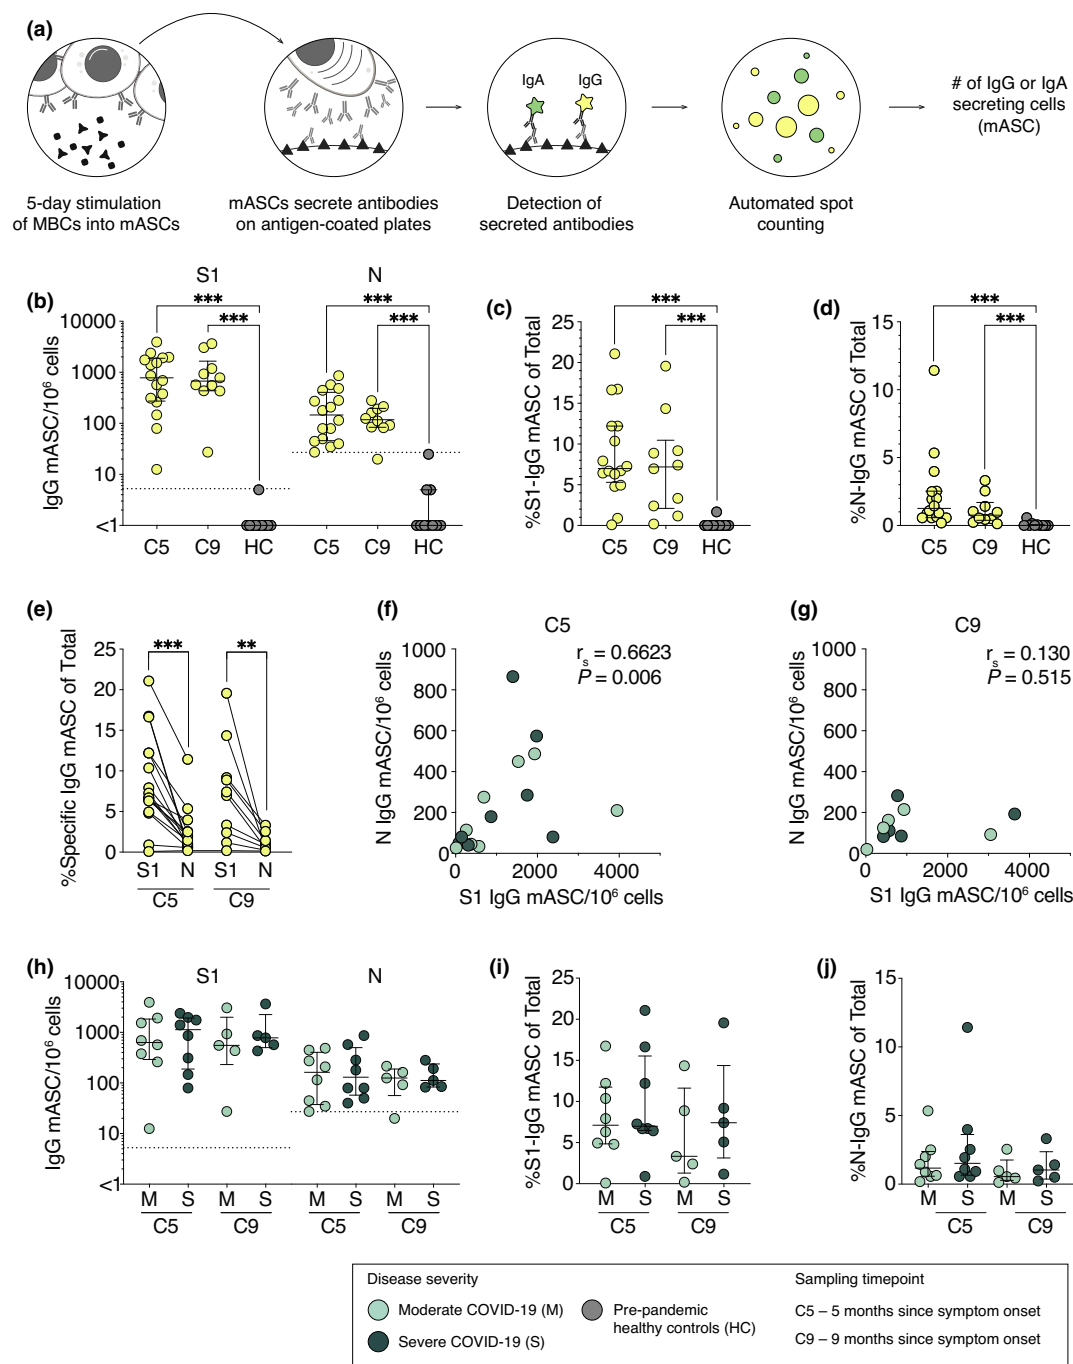 (a)
IgA IgG
# of IgG or IgA
secreting cells
(mASC)
5-day stimulation
of MBCs into mASCs
mASCs secrete antibodies
on antigen-coated plates
Detection of
secreted antibodies
Automated spot
counting
(b)
S1 N
*** ***
*** ***
IgG mASC/10⁶ cells
10000
1000
100
10
<1
C5 C9 HC C5 C9 HC
(c)
***
***
%S1-IgG mASC of Total
25
20
15
10
5
0
C5 C9 HC
(d)
***
***
%N-IgG mASC of Total
15
10
5
0
C5 C9 HC
(e)
*** **
%Specific IgG mASC of Total
25
20
15
10
5
0
S1 N S1 N
C5 C9
(f)
C5
rₛ = 0.6623
P = 0.006
N IgG mASC/10⁶ cells
1000
800
600
400
200
0
0 2000 4000
S1 IgG mASC/10⁶ cells
(g)
C9
rₛ = 0.130
P = 0.515
N IgG mASC/10⁶ cells
1000
800
600
400
200
0
0 2000 4000
S1 IgG mASC/10⁶ cells
(h)
S1 N
IgG mASC/10⁶ cells
10000
1000
100
10
<1
M S M S M S M S
C5 C9 C5 C9
(i)
%S1-IgG mASC of Total
25
20
15
10
5
0
M S M S
C5 C9
(j)
%N-IgG mASC of Total
15
10
5
0
M S M S
C5 C9
Disease severity
Moderate COVID-19 (M)
Severe COVID-19 (S)
Pre-pandemic
healthy controls (HC)
Sampling timepoint
C5 – 5 months since symptom onset
C9 – 9 months since symptom onset